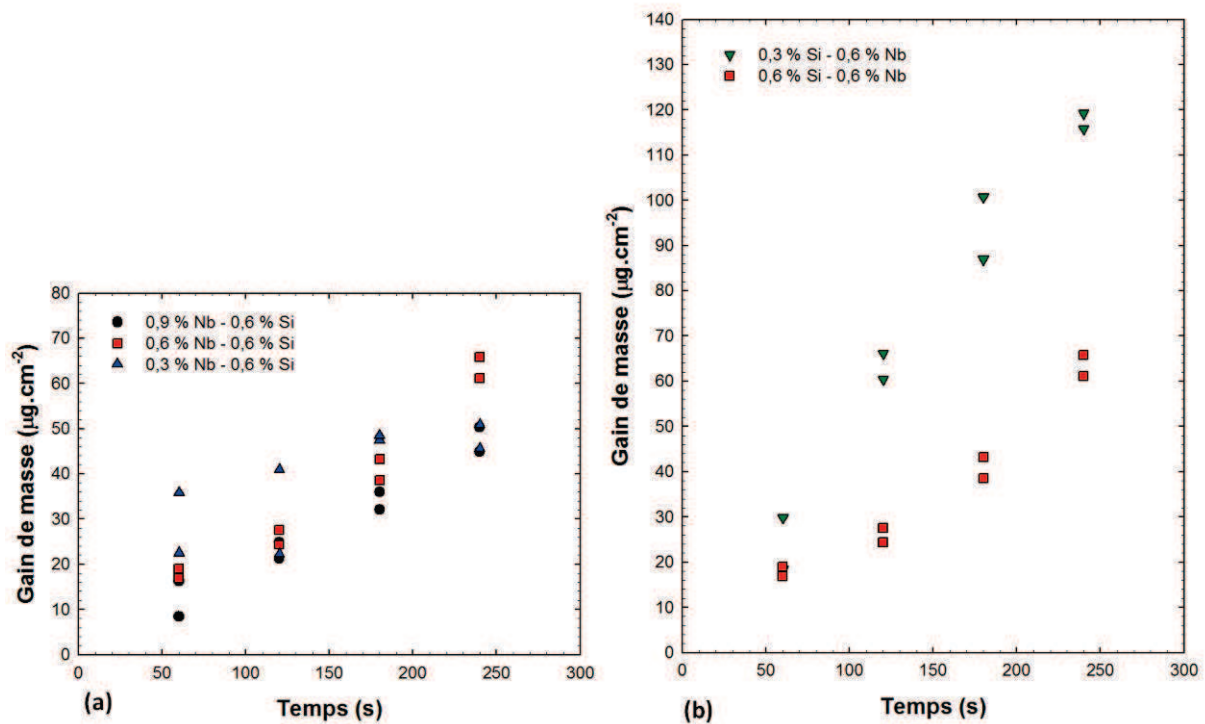 80
70
60
50
40
30
20
10
0
Gain de masse (µg.cm-2)
0,9 % Nb - 0,6 % Si
0,6 % Nb - 0,6 % Si
0,3 % Nb - 0,6 % Si
0 50 100 150 200 250 300
Temps (s)
(a)
140
130
120
110
100
90
80
70
60
50
40
30
20
10
0
Gain de masse (µg.cm-2)
0,3 % Si - 0,6 % Nb
0,6 % Si - 0,6 % Nb
0 50 100 150 200 250 300
Temps (s)
(b)